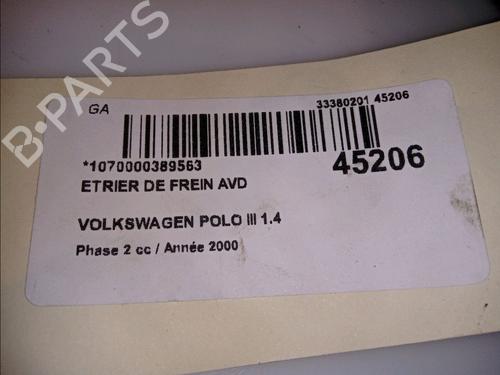 B-PARTS
GA
33380201 45206
*1070000389563
45206
ETRIER DE FREIN AVD
VOLKSWAGEN POLO III 1.4
Phase 2 cc / Année 2000